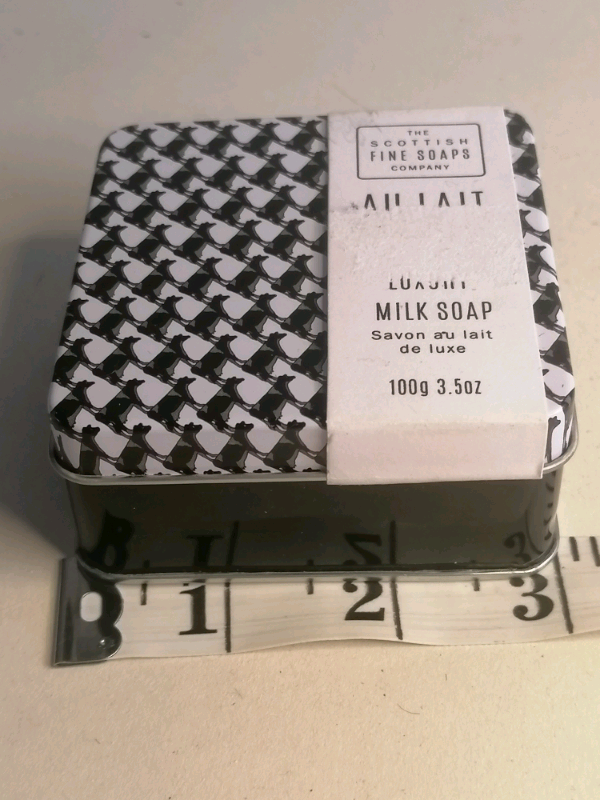 THE
SCOTTISH
FINE SOAPS
COMPANY
AU LAIT
LUXURY
MILK SOAP
Savon au lait
de luxe
100g 3.5oz
1
2
3